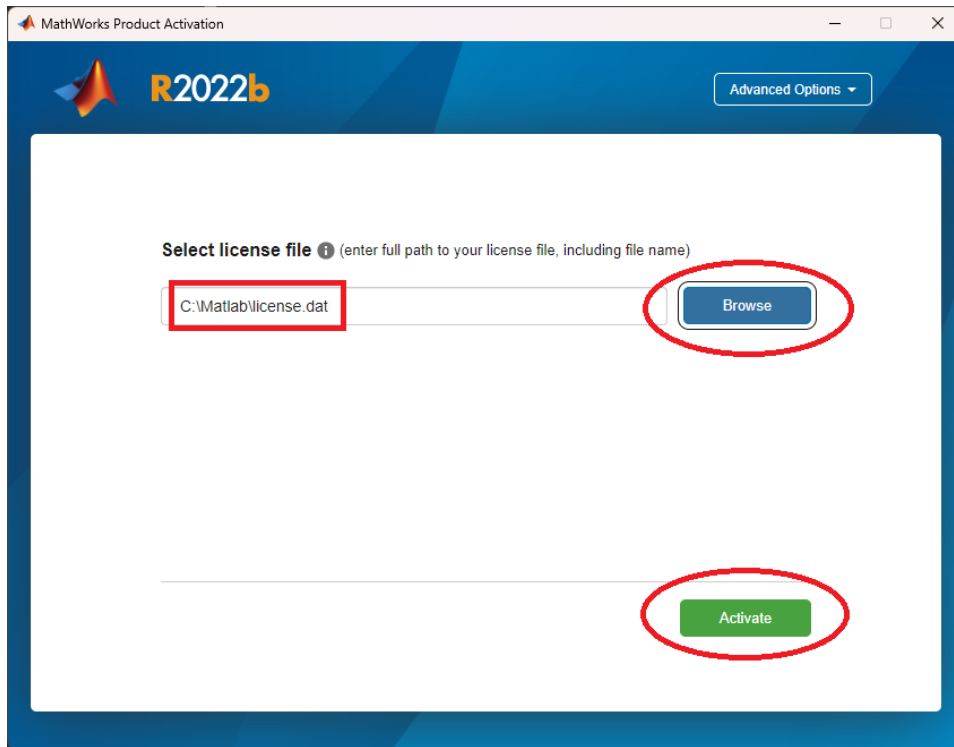 MathWorks Product Activation
R2022b
Advanced Options
Select license file (enter full path to your license file, including file name)
C:\Matlab\license.dat
Browse
Activate